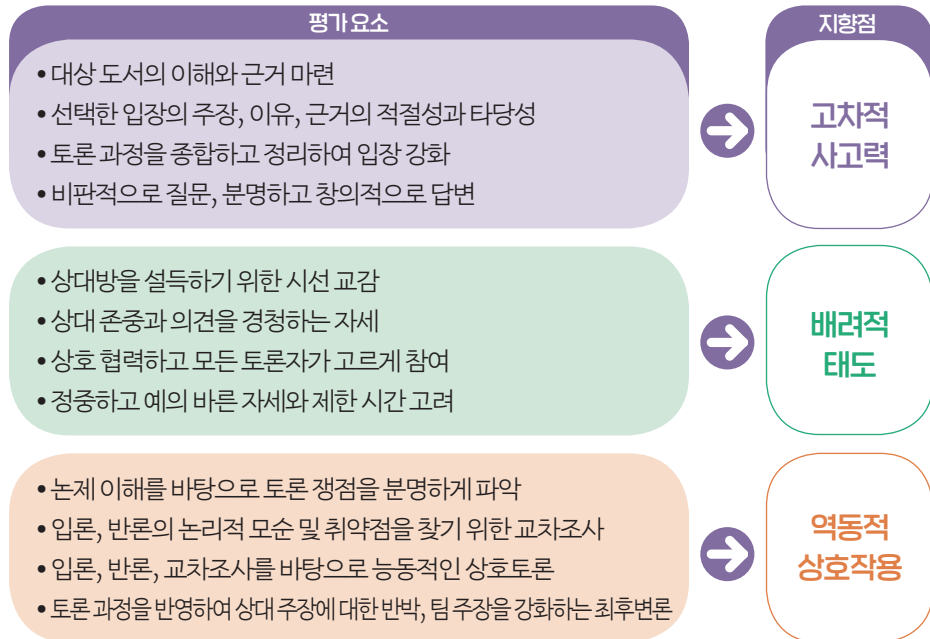 평가 요소
지향점
• 대상 도서의 이해와 근거 마련
• 선택한 입장의 주장, 이유, 근거의 적절성과 타당성
• 토론 과정을 종합하고 정리하여 입장 강화
• 비판적으로 질문, 분명하고 창의적으로 답변
고차적
사고력
• 상대방을 설득하기 위한 시선 교감
• 상대 존중과 의견을 경청하는 자세
• 상호 협력하고 모든 토론자가 고르게 참여
• 정중하고 예의 바른 자세와 제한 시간 고려
배려적
태도
• 논제 이해를 바탕으로 토론 쟁점을 분명하게 파악
• 입론, 반론의 논리적 모순 및 취약점을 찾기 위한 교차조사
• 입론, 반론, 교차조사를 바탕으로 능동적인 상호토론
• 토론 과정을 반영하여 상대 주장에 대한 반박, 팀 주장을 강화하는 최후변론
역동적
상호작용